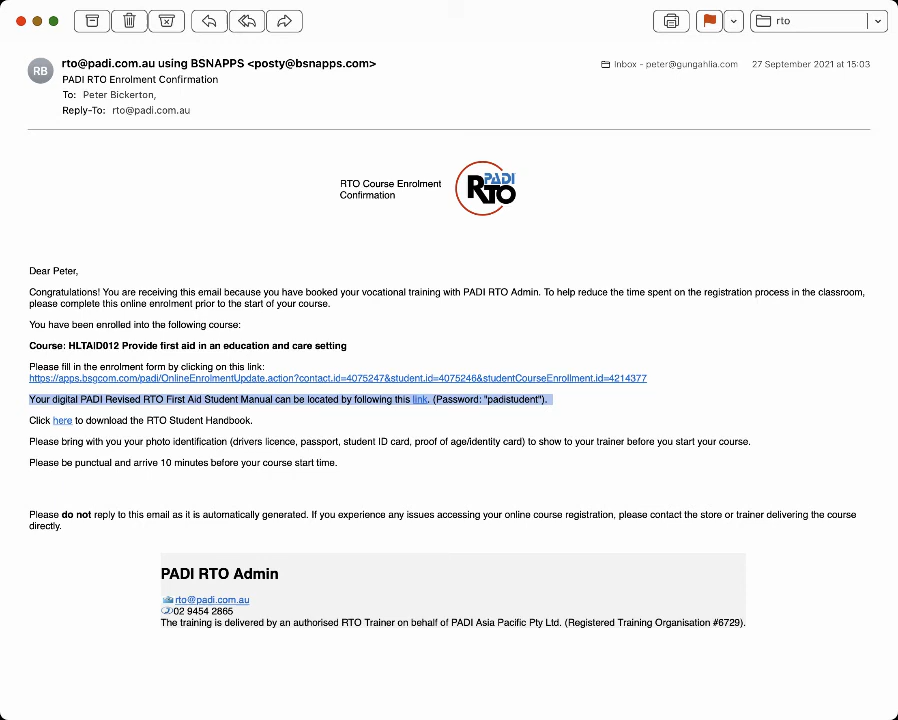 rto
RB
rto@padi.com.au using BSNAPPS <posty@bsnapps.com>
Inbox - peter@gungahlia.com 27 September 2021 at 15:03
PADI RTO Enrolment Confirmation
To: Peter Bickerton,
Reply-To: rto@padi.com.au
RTO Course Enrolment
Confirmation
PADI
RTO
Dear Peter,
Congratulations! You are receiving this email because you have booked your vocational training with PADI RTO Admin. To help reduce the time spent on the registration process in the classroom,
please complete this online enrolment prior to the start of your course.
You have been enrolled into the following course:
Course: HLTAID012 Provide first aid in an education and care setting
Please fill in the enrolment form by clicking on this link:
https://apps.bsgcom.com/padi/OnlineEnrolmentUpdate.action?contact.id=4075247&student.id=4075246&studentCourseEnrollment.id=4214377
Your digital PADI Revised RTO First Aid Student Manual can be located by following this link. (Password: "padistudent").
Click here to download the RTO Student Handbook.
Please bring with you your photo identification (drivers licence, passport, student ID card, proof of age/identity card) to show to your trainer before you start your course.
Please be punctual and arrive 10 minutes before your course start time.
Please do not reply to this email as it is automatically generated. If you experience any issues accessing your online course registration, please contact the store or trainer delivering the course
directly.
PADI RTO Admin
rto@padi.com.au
02 9454 2865
The training is delivered by an authorised RTO Trainer on behalf of PADI Asia Pacific Pty Ltd. (Registered Training Organisation #6729).